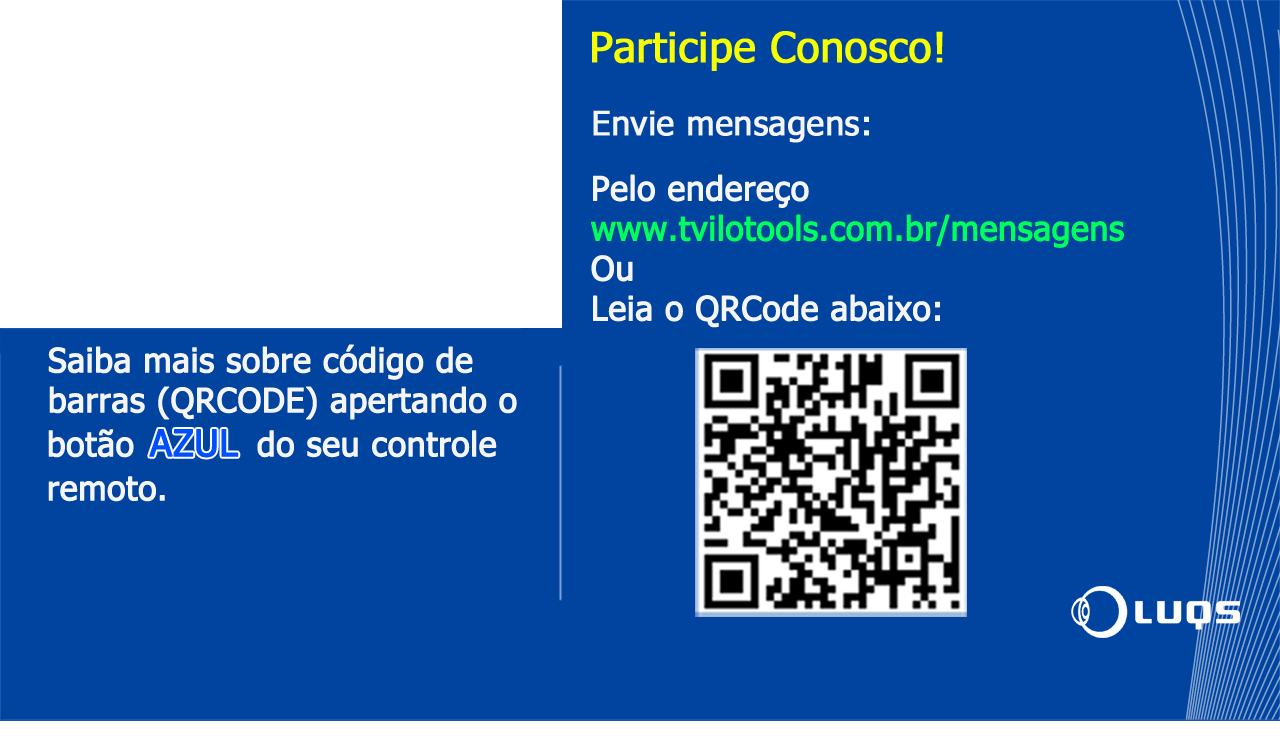 Participe Conosco!
Envie mensagens:
Pelo endereço
www.tvilotools.com.br/mensagens
Ou
Leia o QRCode abaixo:
Saiba mais sobre código de
barras (QRCODE) apertando o
botão AZUL do seu controle
remoto.
LUQS